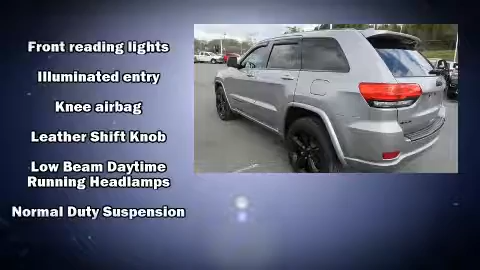 Front reading lights
Illuminated entry
Knee airbag
Leather Shift Knob
Low Beam Daytime
Running Headlamps
Normal Duty Suspension